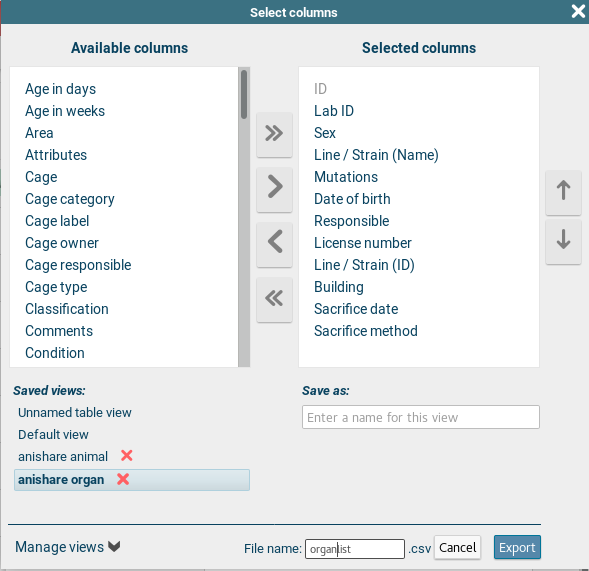 Select columns
Available columns
Age in days
Age in weeks
Area
Attributes
Cage
Cage category
Cage label
Cage owner
Cage responsible
Cage type
Classification
Comments
Condition
Selected columns
ID
Lab ID
Sex
Line / Strain (Name)
Mutations
Date of birth
Responsible
License number
Line / Strain (ID)
Building
Sacrifice date
Sacrifice method
Saved views:
Unnamed table view
Default view
anishare animal
anishare organ
Save as:
Enter a name for this view
Manage views
File name: organlist .csv Cancel Export